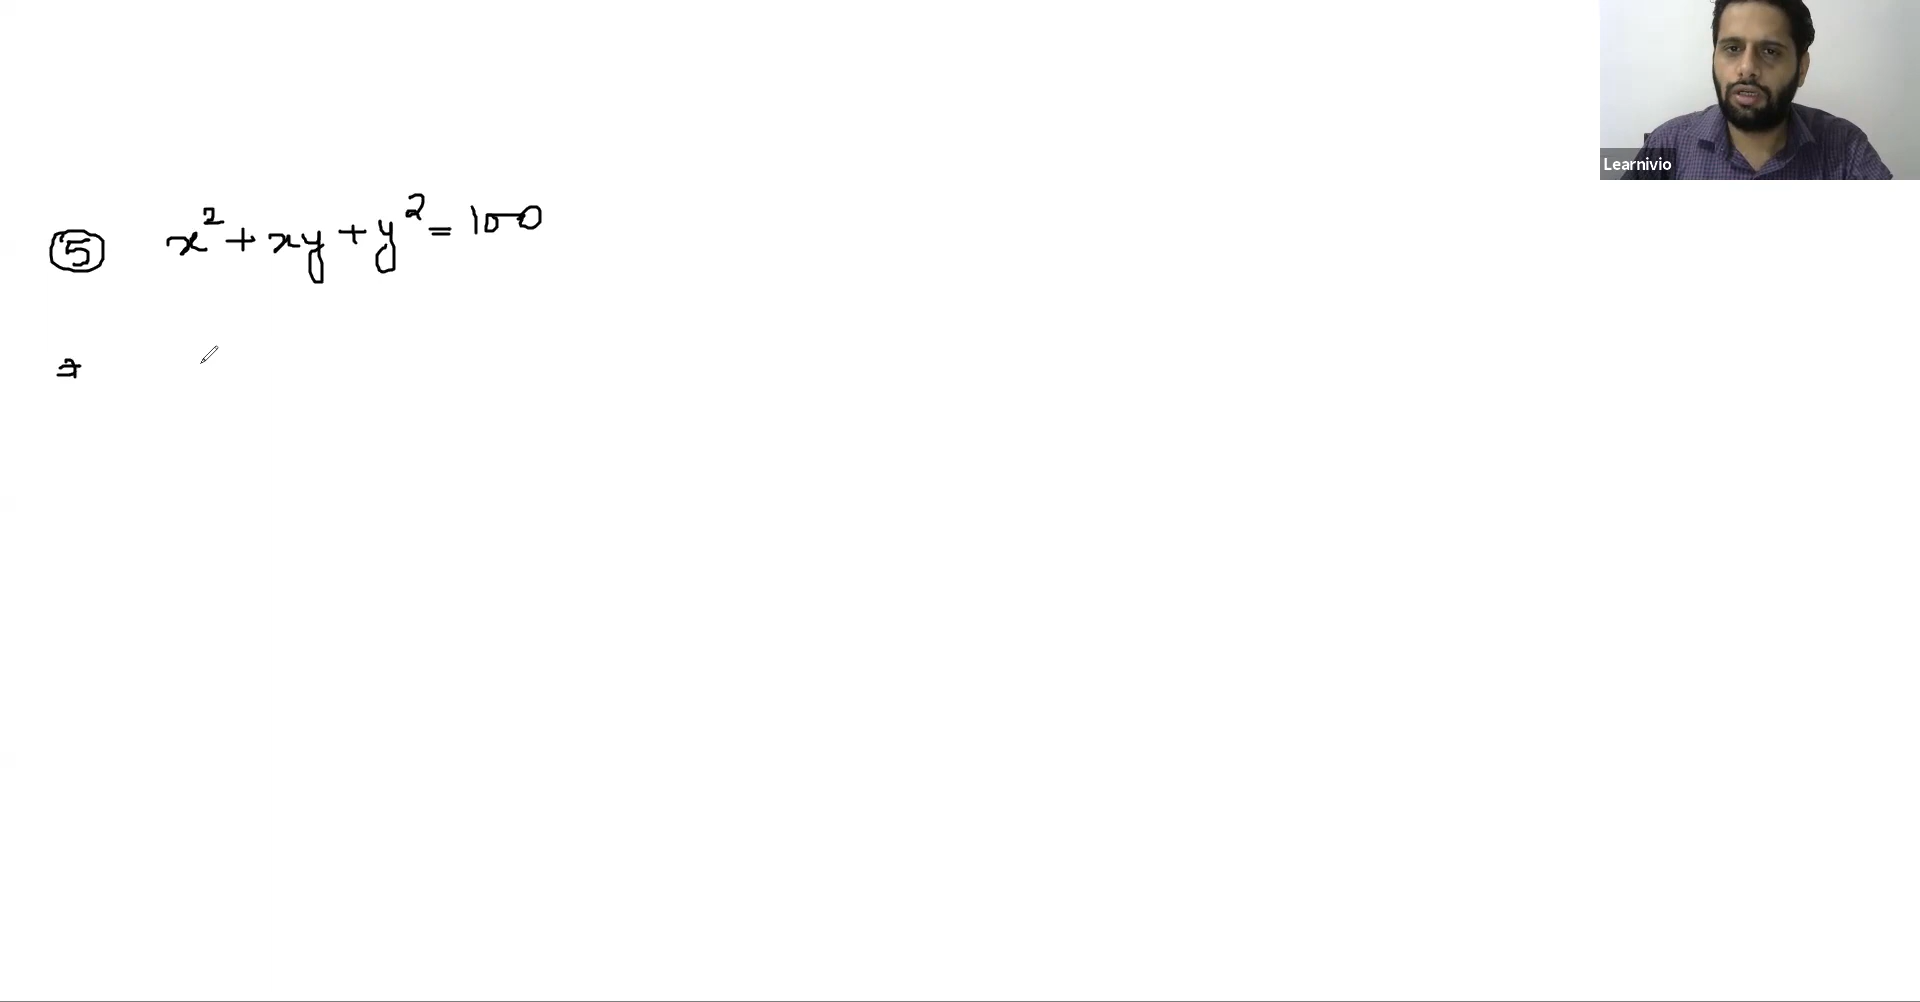 Learnivio
⑤ x² + xy + y² = 100
⇒